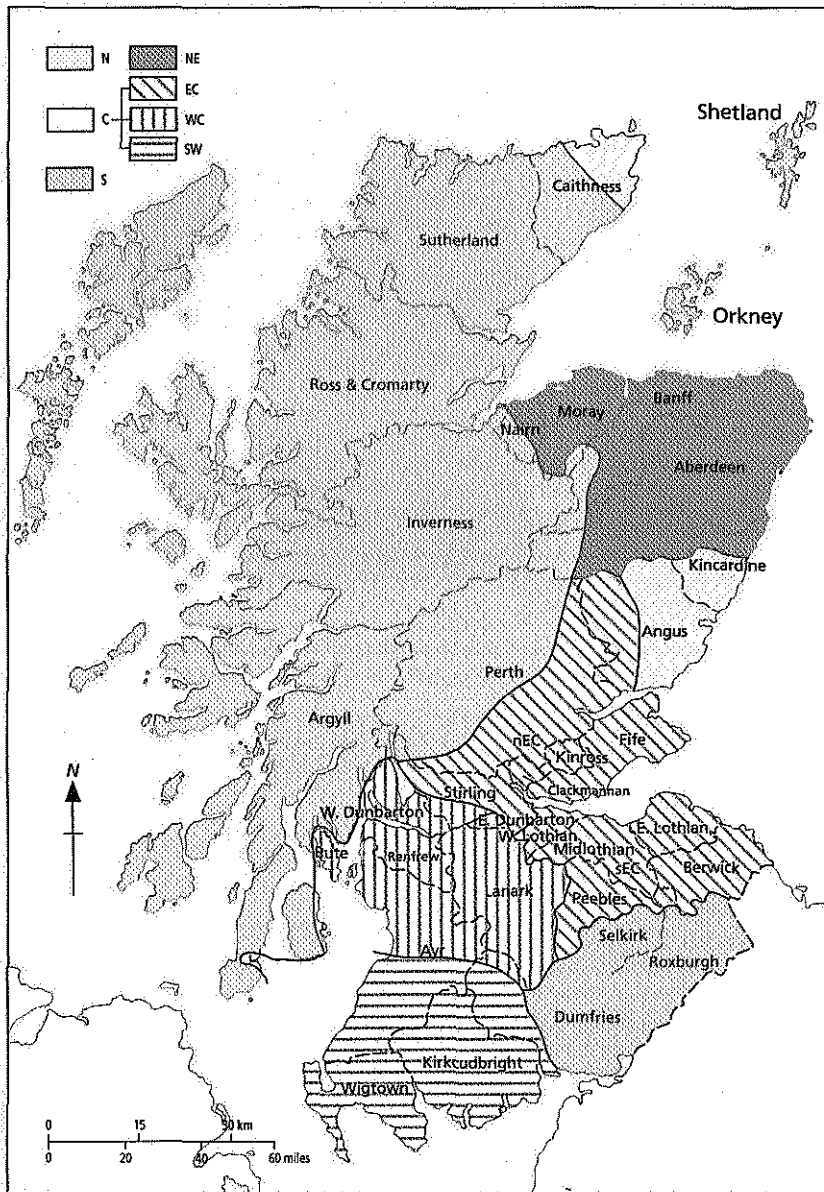 N NE
EC
C WC
SW
S
Shetland
Caithness
Sutherland
Orkney
Ross & Cromarty
Banff
Moray
Nairn
Aberdeen
Inverness
Kincardine
Angus
Perth
Argyll
nEC
Fife
Kinross
Clackmannan
Stirling
N
W. Dunbarton
E. Dunbarton
W. Lothian
E. Lothian
Midlothian
Bute
Renfrew
sEC
Berwick
Lanark
Peebles
Selkirk
Ayr
Roxburgh
Dumfries
Kirkcudbright
Wigtown
0 15 30 km
0 20 40 60 miles